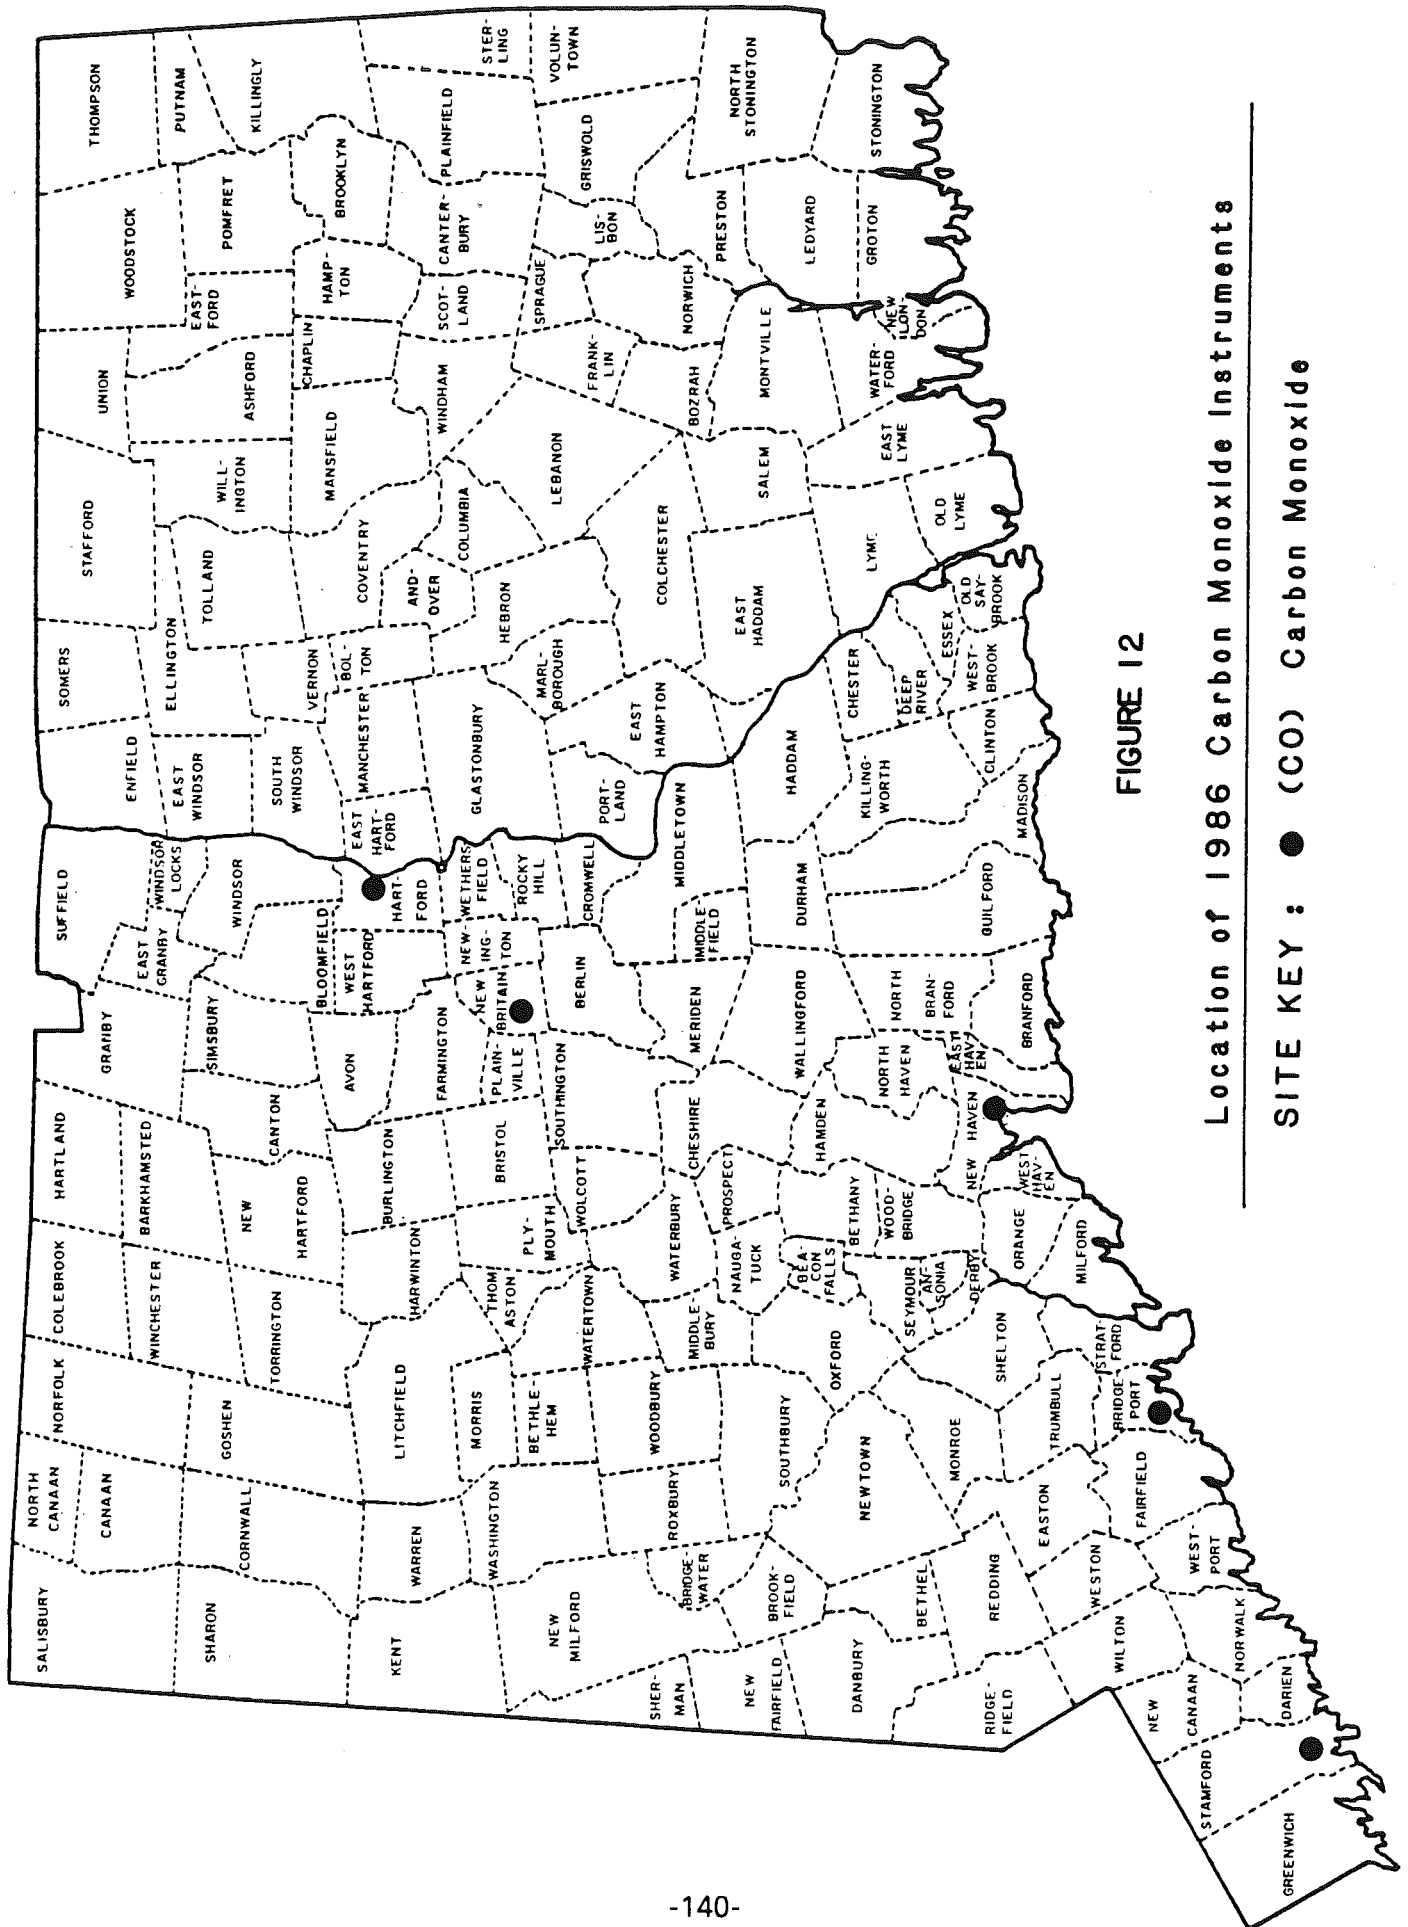 SALISBURY
NORTH
CANAAN
CANAAN
NORFOLK
COLEBROOK
HARTLAND
GRANBY
SUFFIELD
ENFIELD
SOMERS
STAFFORD
UNION
WOODSTOCK
THOMPSON
PUTNAM
SHARON
CORNWALL
GOSHEN
WINCHESTER
BARKHAMSTED
EAST
GRANBY
WINDSOR
LOCKS
EAST
WINDSOR
ELLINGTON
TOLLAND
WILL-
INGTON
ASHFORD
EAST-
FORD
POMFRET
KILLINGLY
TORRINGTON
NEW
HARTFORD
CANTON
SIMSBURY
WINDSOR
BLOOMFIELD
SOUTH
WINDSOR
VERNON
BOL-
TON
COVENTRY
MANSFIELD
CHAPLIN
HAMP-
TON
BROOKLYN
KENT
WARREN
LITCHFIELD
HARWINTON
BURLINGTON
AVON
WEST
HARTFORD
HART-
FORD
EAST
HART-
FORD
MANCHESTER
AND-
OVER
COLUMBIA
WINDHAM
SCOT-
LAND
CANTER-
BURY
PLAINFIELD
STER-
LING
WASHINGTON
MORRIS
THOM
ASTON
PLY-
MOUTH
BRISTOL
FARMINGTON
PLAIN-
VILLE
NEW
BRITAIN
NEW-
ING-
TON
WETHERS
FIELD
ROCKY
HILL
GLASTONBURY
HEBRON
LEBANON
FRANK-
LIN
SPRAGUE
LIS-
BON
GRISWOLD
VOLUN-
TOWN
NEW
MILFORD
BETHLE-
HEM
WATERTOWN
WOLCOTT
SOUTHINGTON
BERLIN
CROMWELL
PORT-
LAND
MARL-
BOROUGH
EAST
HAMPTON
COLCHESTER
BOZRAH
NORWICH
PRESTON
NORTH
STONINGTON
SHER-
MAN
BRIDGE-
WATER
ROXBURY
WOODBURY
MIDDLE-
BURY
WATERBURY
PROSPECT
CHESHIRE
MERIDEN
MIDDLE-
FIELD
MIDDLETOWN
EAST
HADDAM
SALEM
MONTVILLE
LEDYARD
NEW
FAIRFIELD
BROOK-
FIELD
SOUTHBURY
OXFORD
NAUGA-
TUCK
BEA-
CON
FALLS
BETHANY
HAMDEN
WALLINGFORD
DURHAM
HADDAM
CHESTER
LYME
EAST
LYME
WATER-
FORD
NEW
LON-
DON
GROTON
STONINGTON
DANBURY
BETHEL
NEWTOWN
MONROE
SEYMOUR
AN-
SONIA
DERBY
WOOD-
BRIDGE
NORTH
HAVEN
NORTH
BRAN-
FORD
KILLING-
WORTH
DEEP
RIVER
ESSEX
OLD
LYME
RIDGE-
FIELD
REDDING
EASTON
TRUMBULL
SHELTON
ORANGE
NEW
HAVEN
EAST
HAV-
EN
BRANFORD
GUILFORD
MADISON
CLINTON
WEST-
BROOK
OLD
SAY-
BROOK
WILTON
WESTON
FAIRFIELD
BRIDGE-
PORT
STRAT-
FORD
MILFORD
WEST
HAV-
EN
NEW
CANAAN
NORWALK
WEST-
PORT
GREENWICH
STAMFORD
DARIEN
FIGURE 12
Location of 1986 Carbon Monoxide Instruments
SITE KEY : ● (CO) Carbon Monoxide
-140-